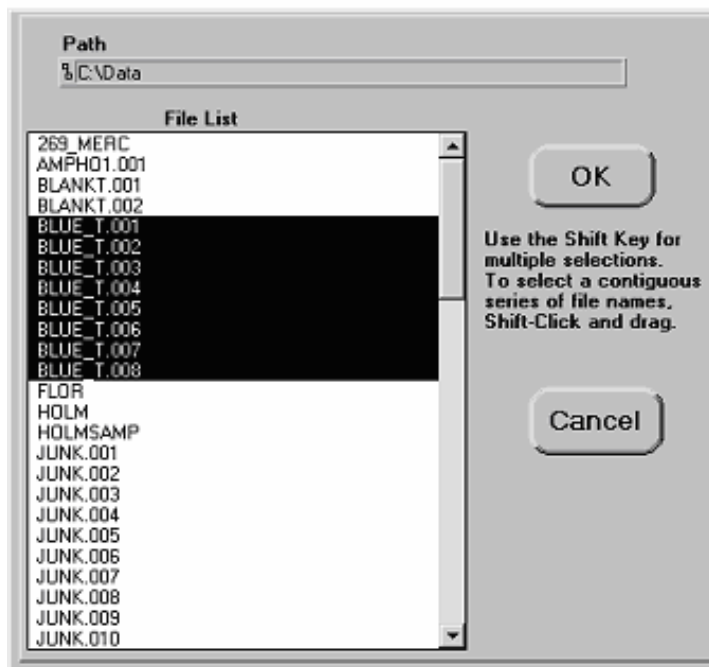 Path
C:\Data
File List
269_MERC
AMPHO1.001
BLANKT.001
BLANKT.002
BLUE_T.001
BLUE_T.002
BLUE_T.003
BLUE_T.004
BLUE_T.005
BLUE_T.006
BLUE_T.007
BLUE_T.008
FLOR
HOLM
HOLMSAMP
JUNK.001
JUNK.002
JUNK.003
JUNK.004
JUNK.005
JUNK.006
JUNK.007
JUNK.008
JUNK.009
JUNK.010
OK
Use the Shift Key for
multiple selections.
To select a contiguous
series of file names,
Shift-Click and drag.
Cancel